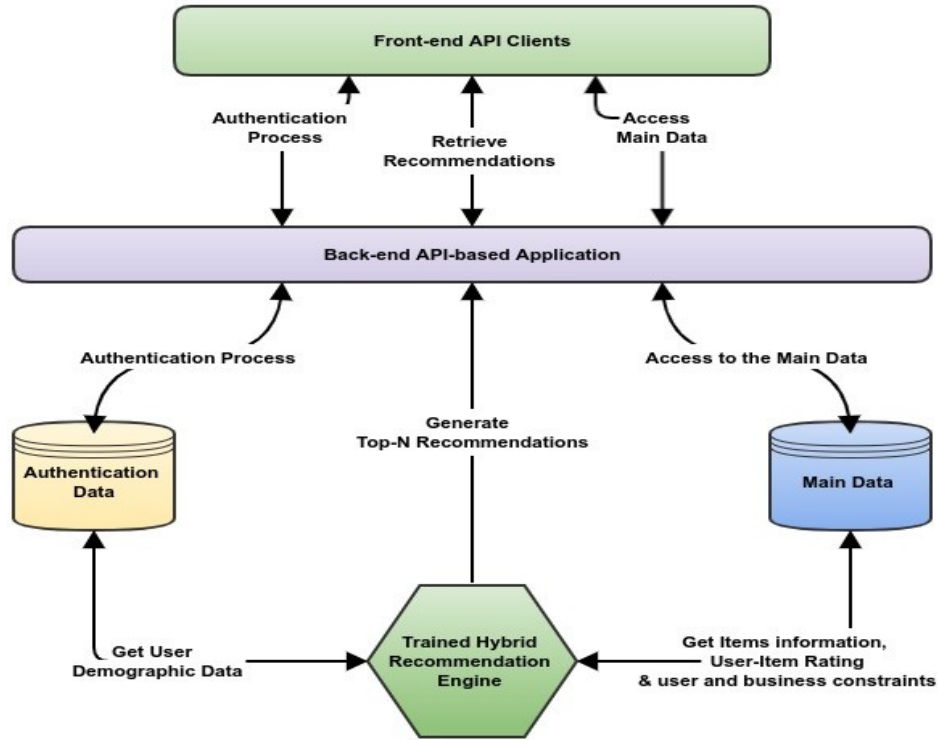 Front-end API Clients
Authentication
Process
Retrieve
Recommendations
Access
Main Data
Back-end API-based Application
Authentication Process
Access to the Main Data
Generate
Top-N Recommendations
Authentication
Data
Main Data
Get User
Demographic Data
Trained Hybrid
Recommendation
Engine
Get Items information,
User-Item Rating
& user and business constraints